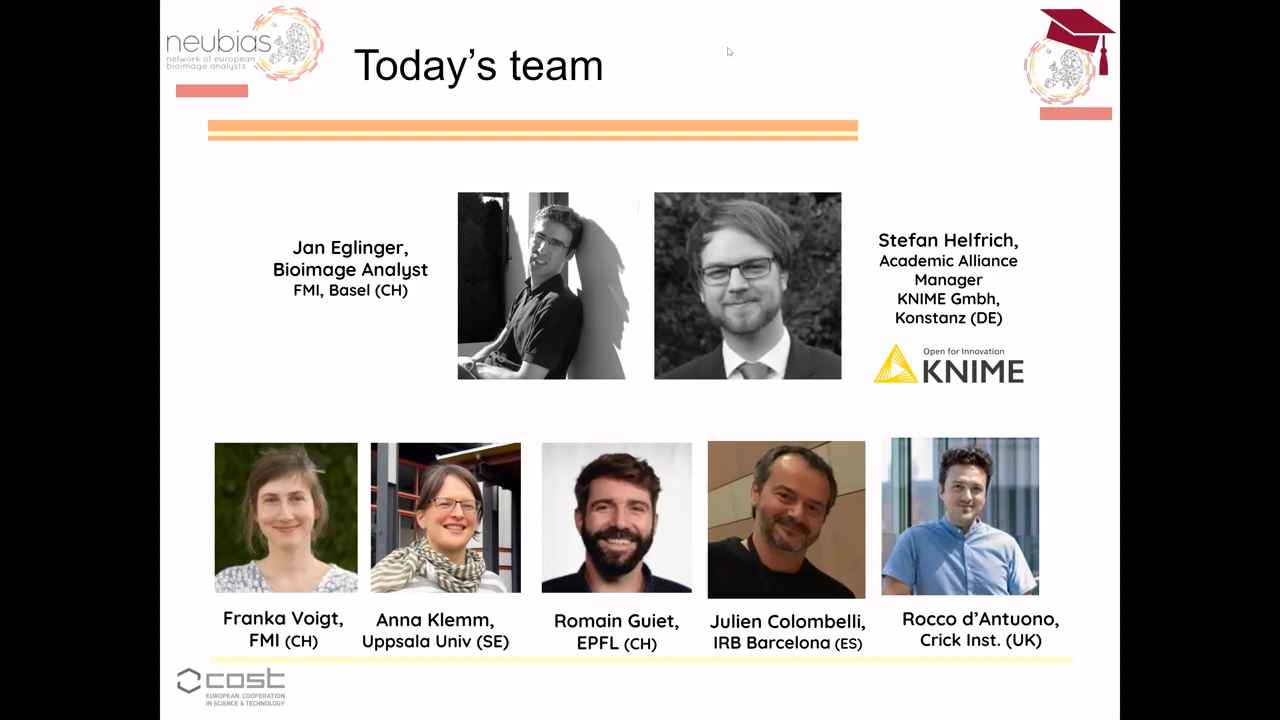 neubias
network of european
bioimage analysts
Today's team
Jan Eglinger,
Bioimage Analyst
FMI, Basel (CH)
Stefan Helfrich,
Academic Alliance
Manager
KNIME Gmbh,
Konstanz (DE)
Open for Innovation
KNIME
Franka Voigt,
FMI (CH)
Anna Klemm,
Uppsala Univ (SE)
Romain Guiet,
EPFL (CH)
Julien Colombelli,
IRB Barcelona (ES)
Rocco d'Antuono,
Crick Inst. (UK)
cost
EUROPEAN COOPERATION
IN SCIENCE & TECHNOLOGY